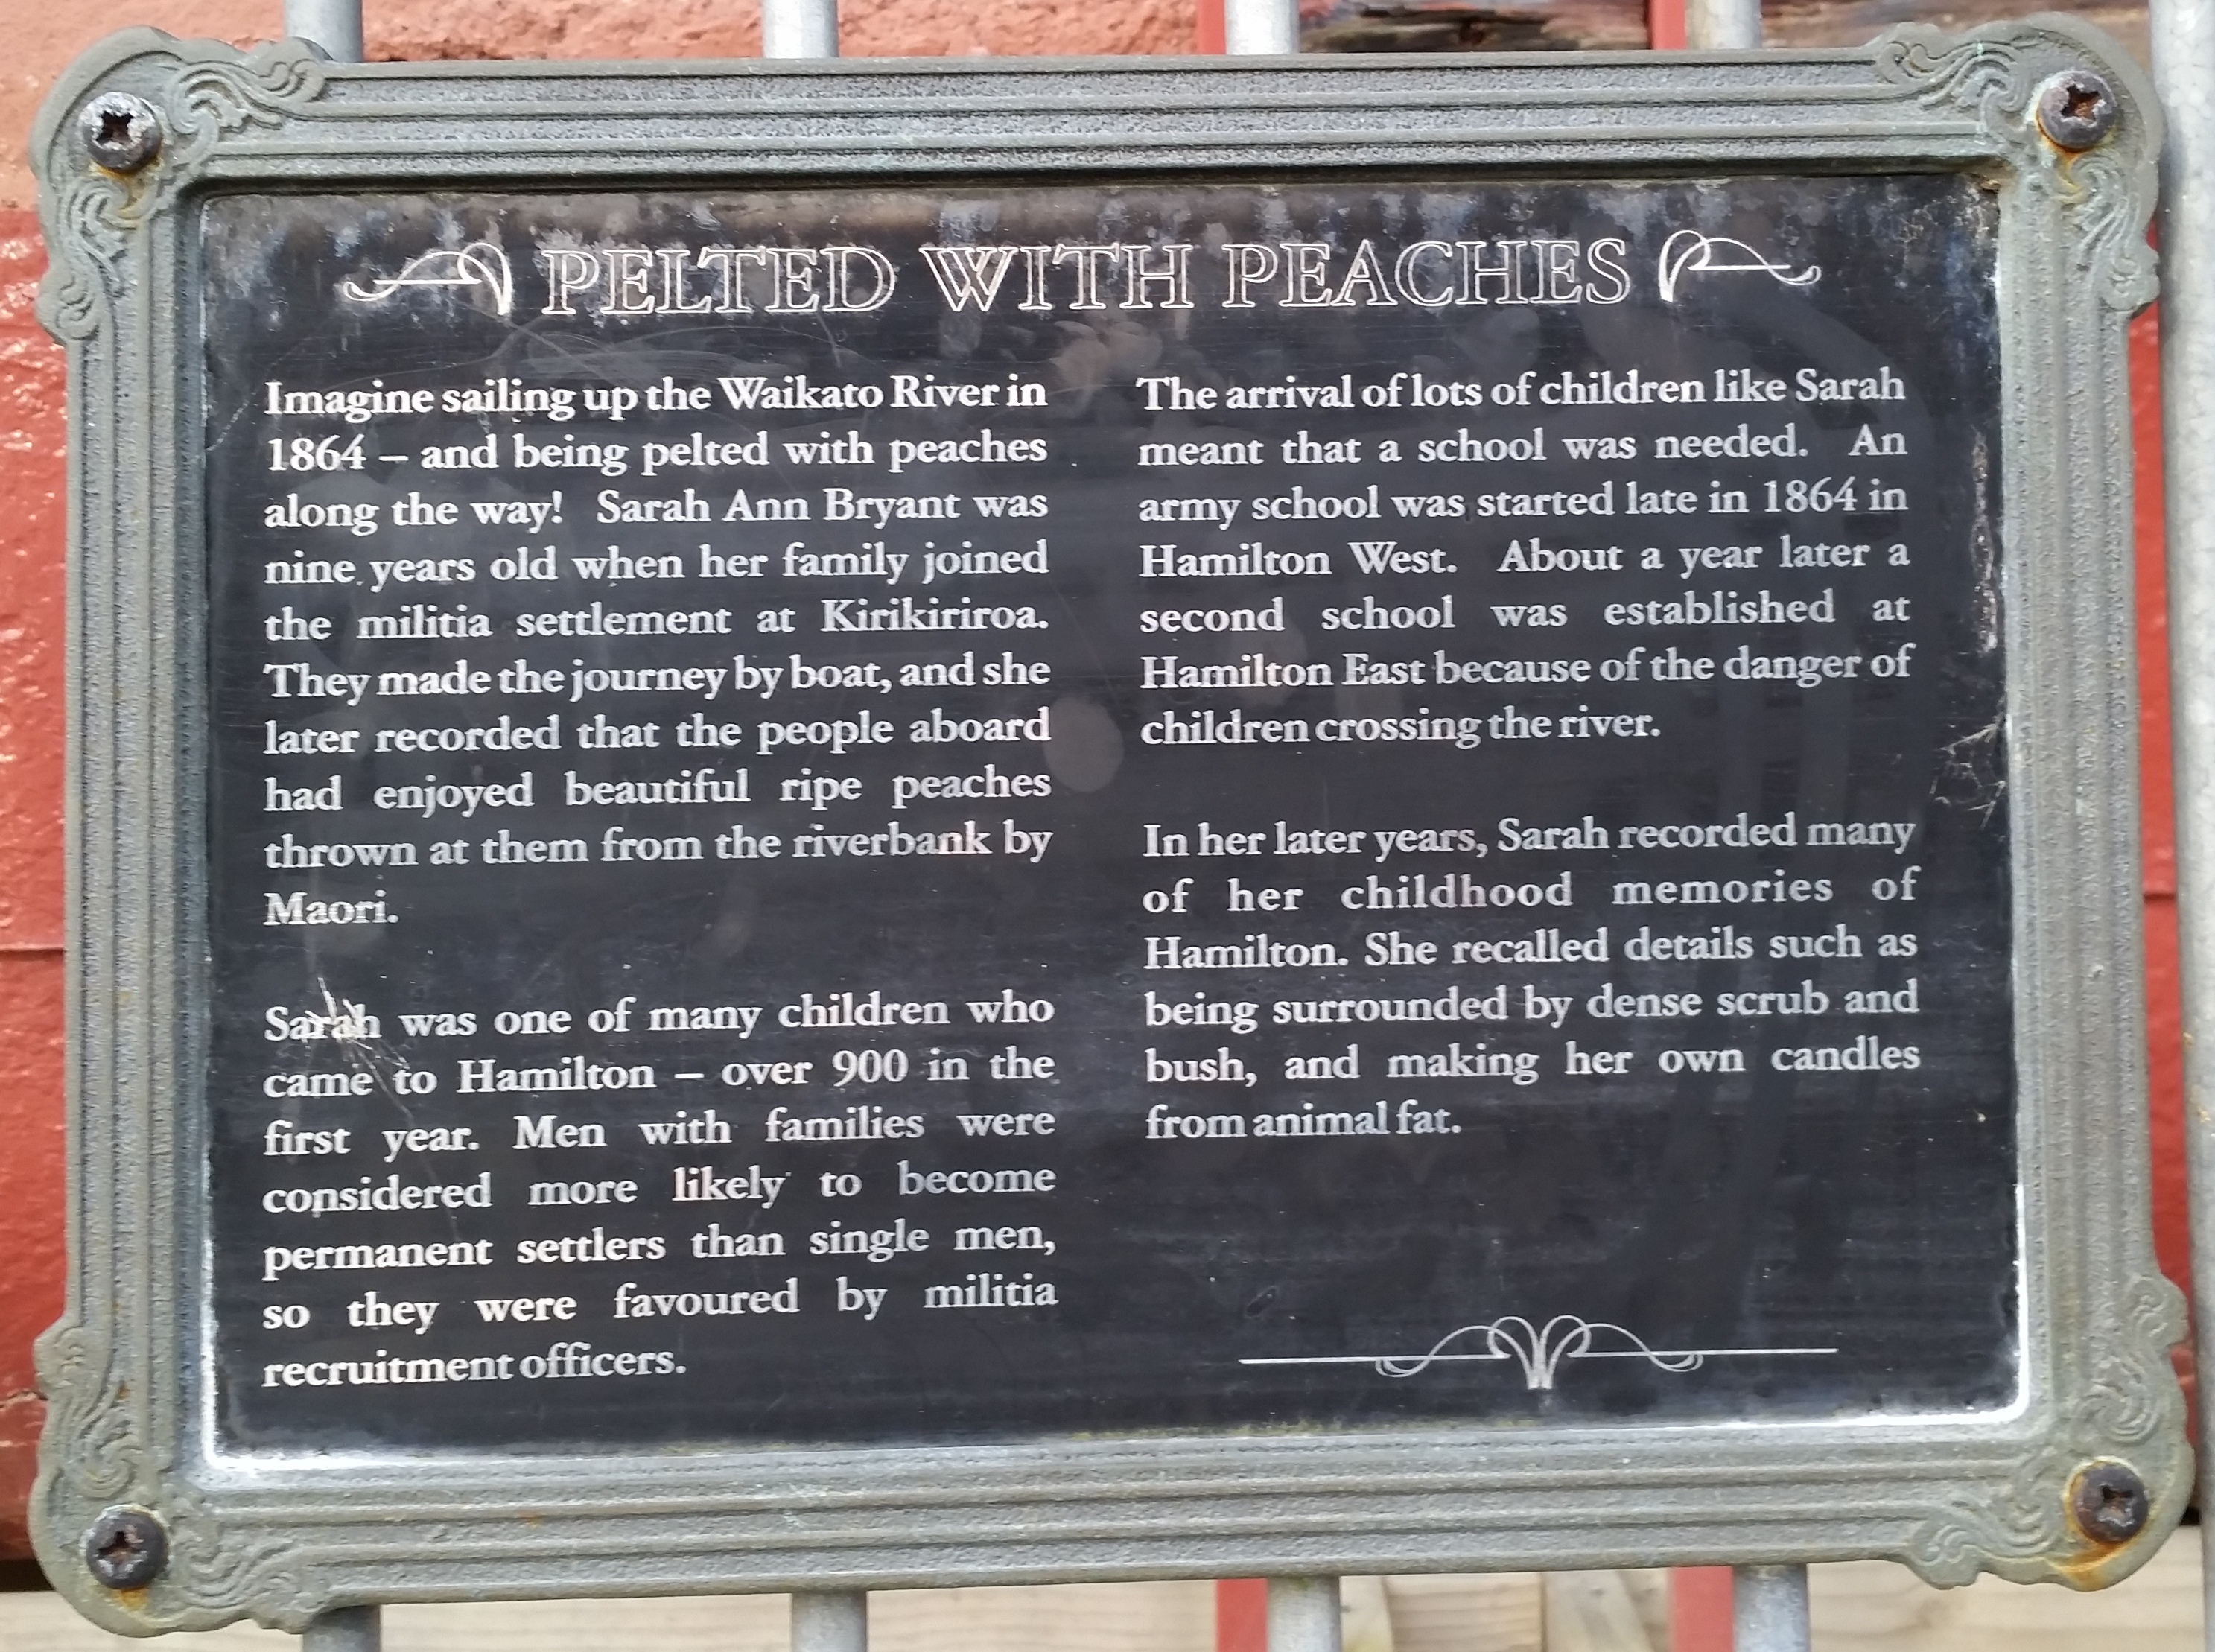 PELTED WITH PEACHES
Imagine sailing up the Waikato River in
1864 – and being pelted with peaches
along the way! Sarah Ann Bryant was
nine years old when her family joined
the militia settlement at Kirikiriroa.
They made the journey by boat, and she
later recorded that the people aboard
had enjoyed beautiful ripe peaches
thrown at them from the riverbank by
Maori.
Sarah was one of many children who
came to Hamilton – over 900 in the
first year. Men with families were
considered more likely to become
permanent settlers than single men,
so they were favoured by militia
recruitment officers.
The arrival of lots of children like Sarah
meant that a school was needed. An
army school was started late in 1864 in
Hamilton West. About a year later a
second school was established at
Hamilton East because of the danger of
children crossing the river.
In her later years, Sarah recorded many
of her childhood memories of
Hamilton. She recalled details such as
being surrounded by dense scrub and
bush, and making her own candles
from animal fat.